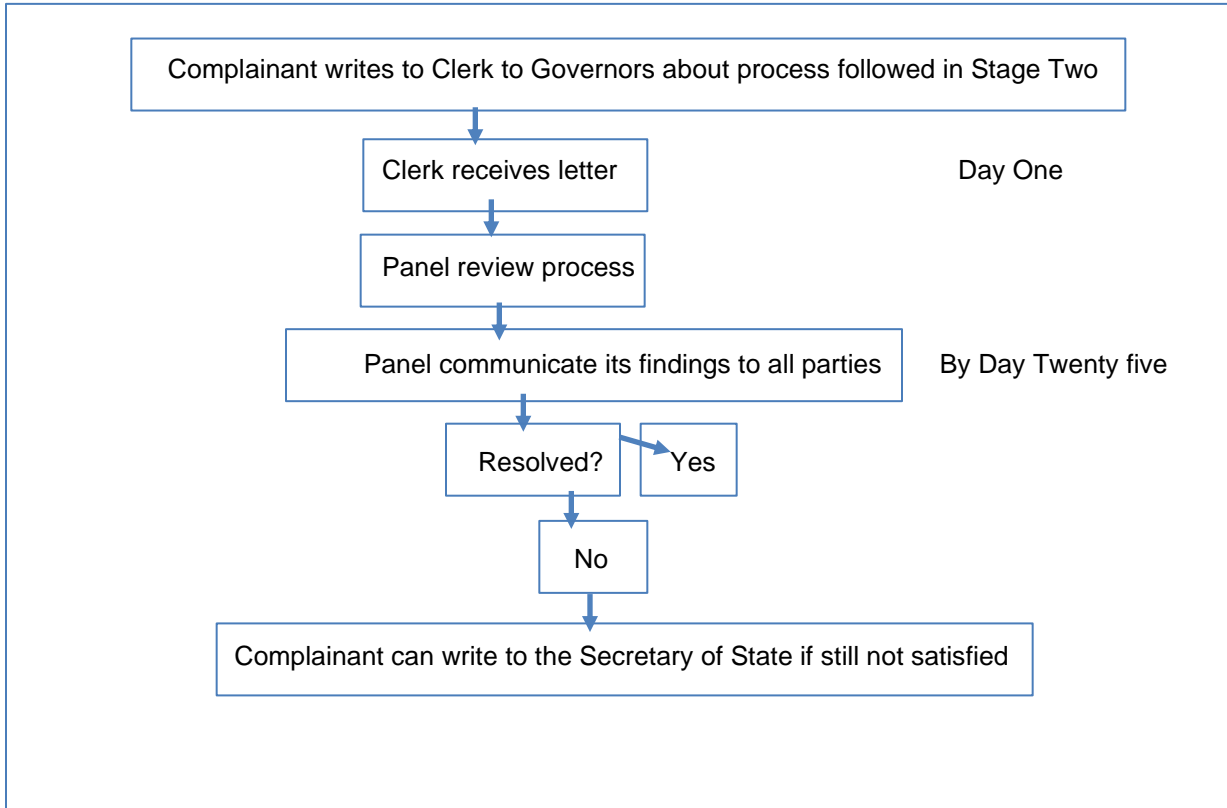 Complainant writes to Clerk to Governors about process followed in Stage Two
Clerk receives letter
Day One
Panel review process
Panel communicate its findings to all parties
By Day Twenty five
Resolved?
Yes
No
Complainant can write to the Secretary of State if still not satisfied